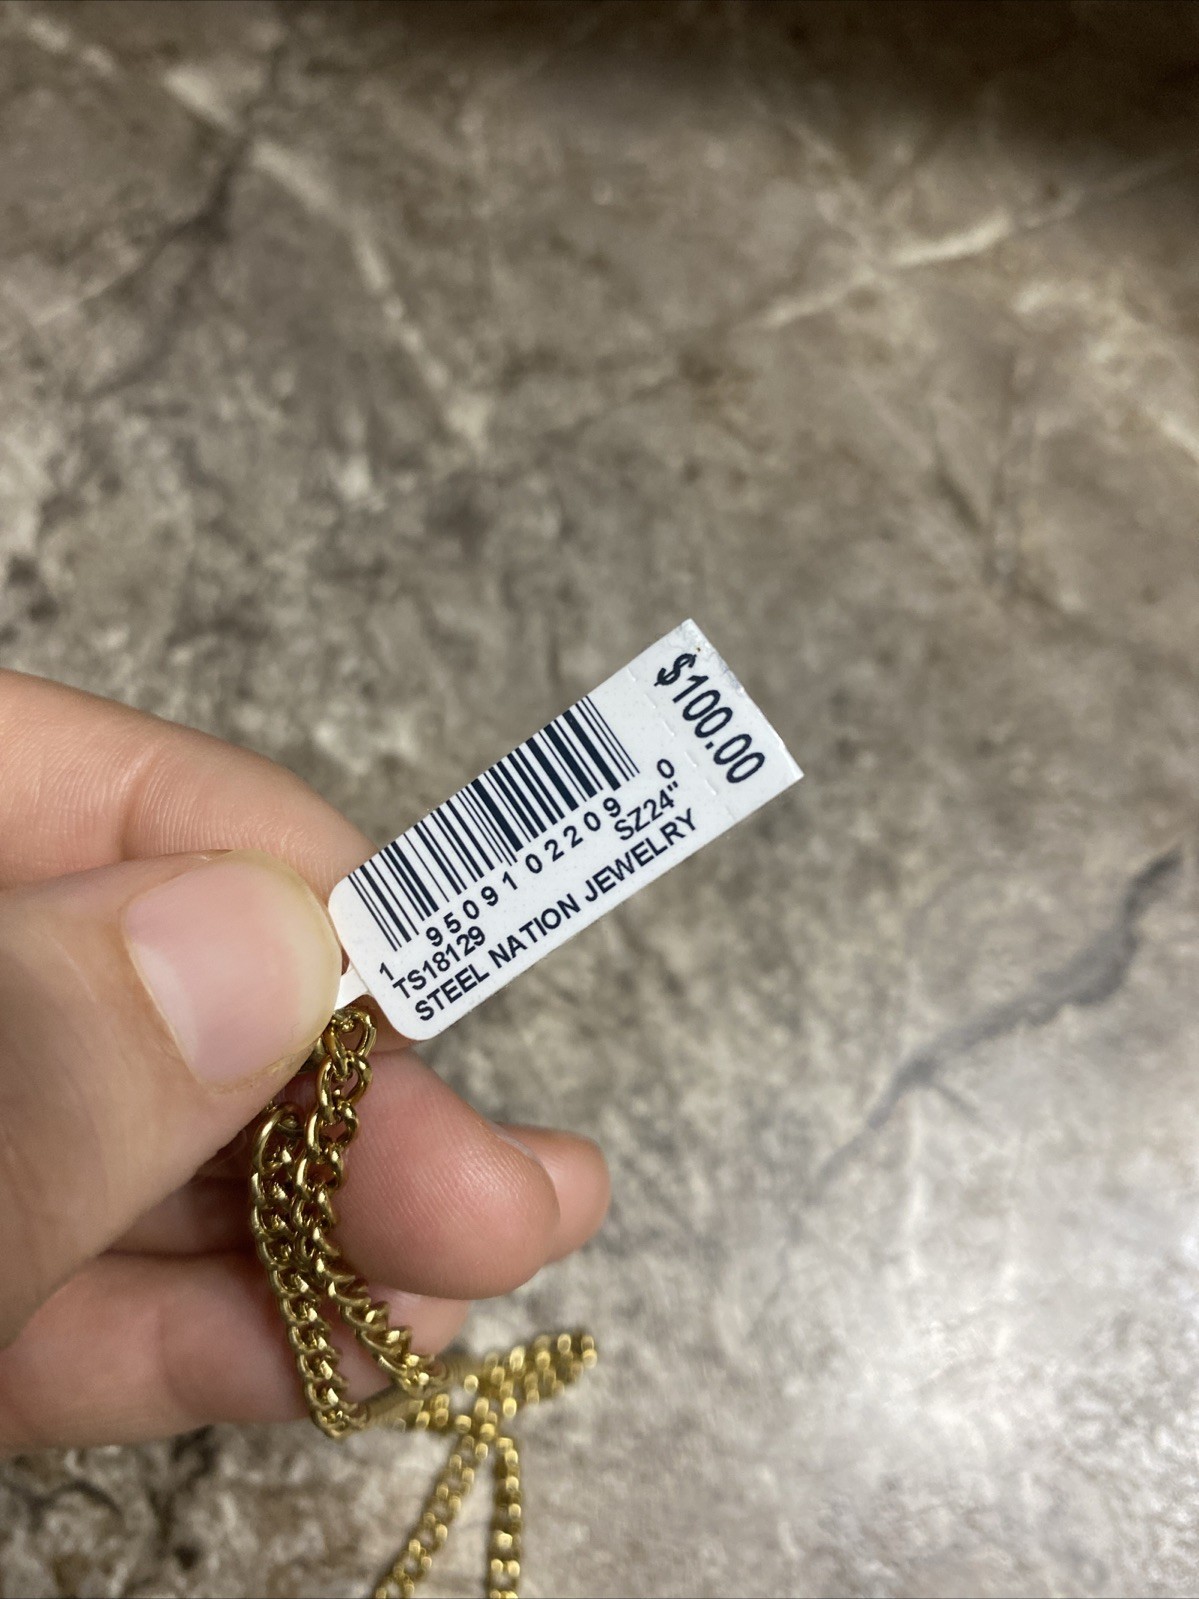 $100.00
1 95091 02209 0
SZ24"
TS18129
STEEL NATION JEWELRY